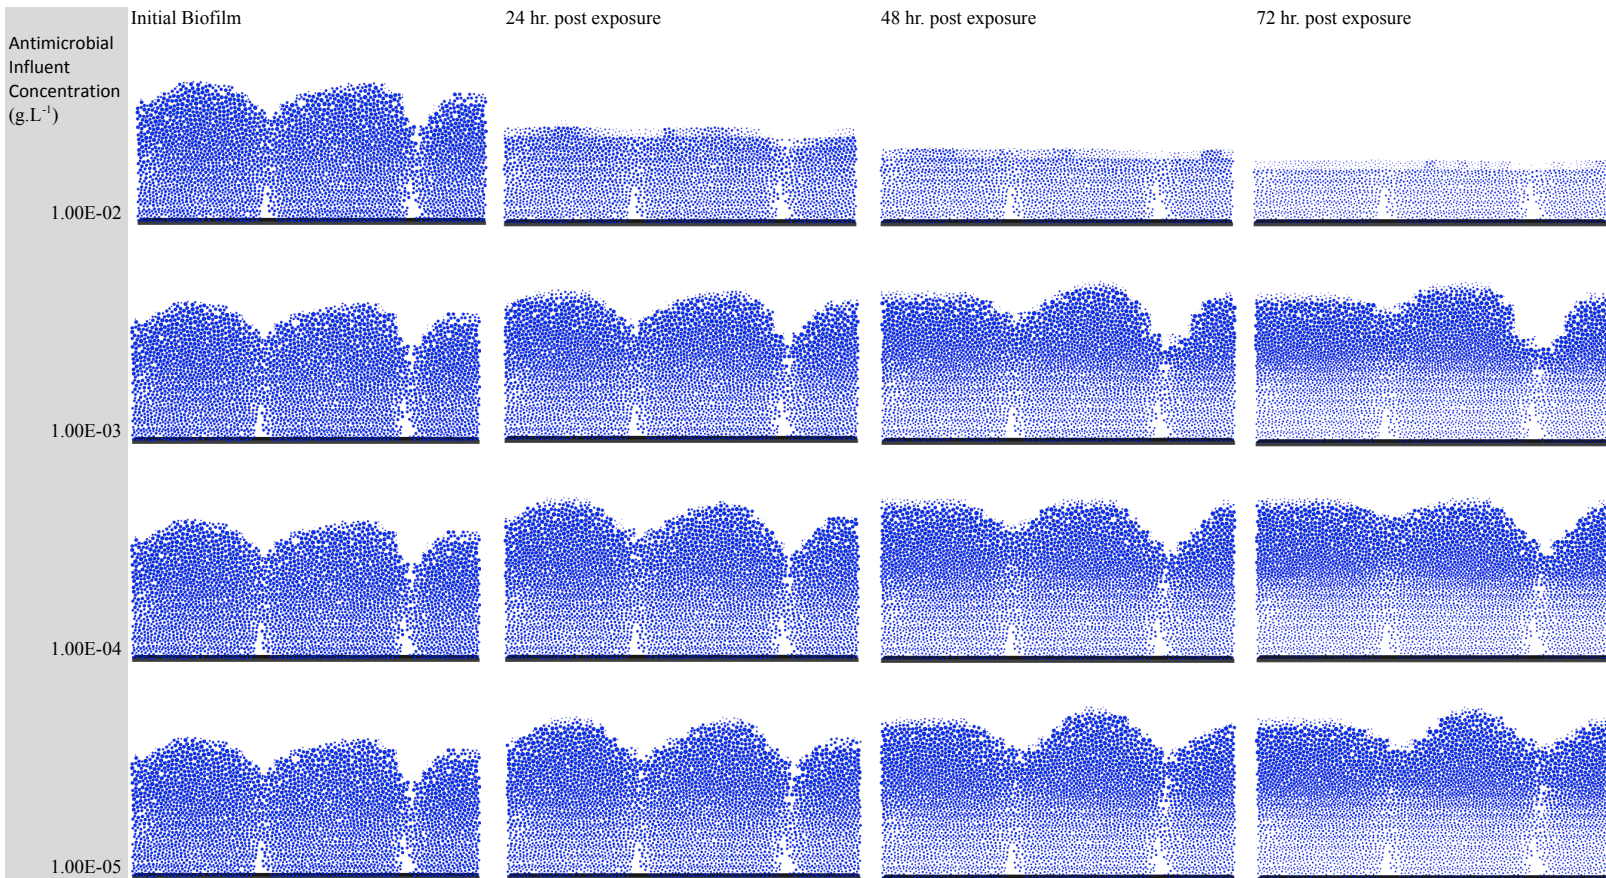 Initial Biofilm
24 hr. post exposure
48 hr. post exposure
72 hr. post exposure
Antimicrobial
Influent
Concentration
(g.L⁻¹)
1.00E-02
1.00E-03
1.00E-04
1.00E-05